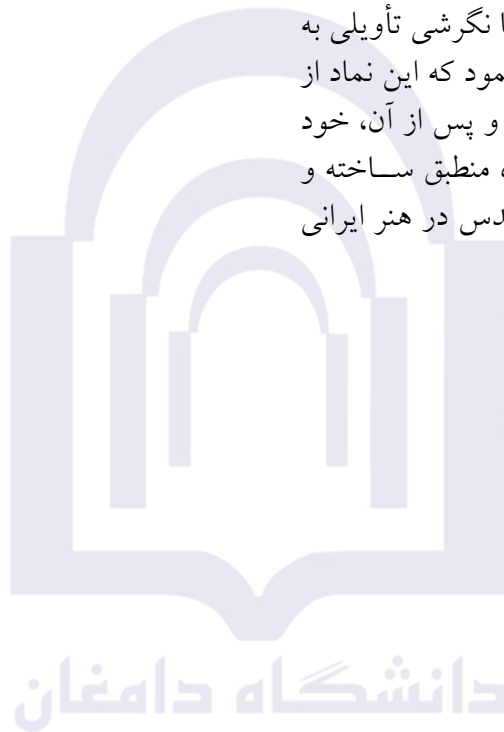 ا نگرشی تأویلی به
مود که این نماد از
و پس از آن، خود
، منطبق ساخته و
دس در هنر ایرانی
دانشگاه دامغان